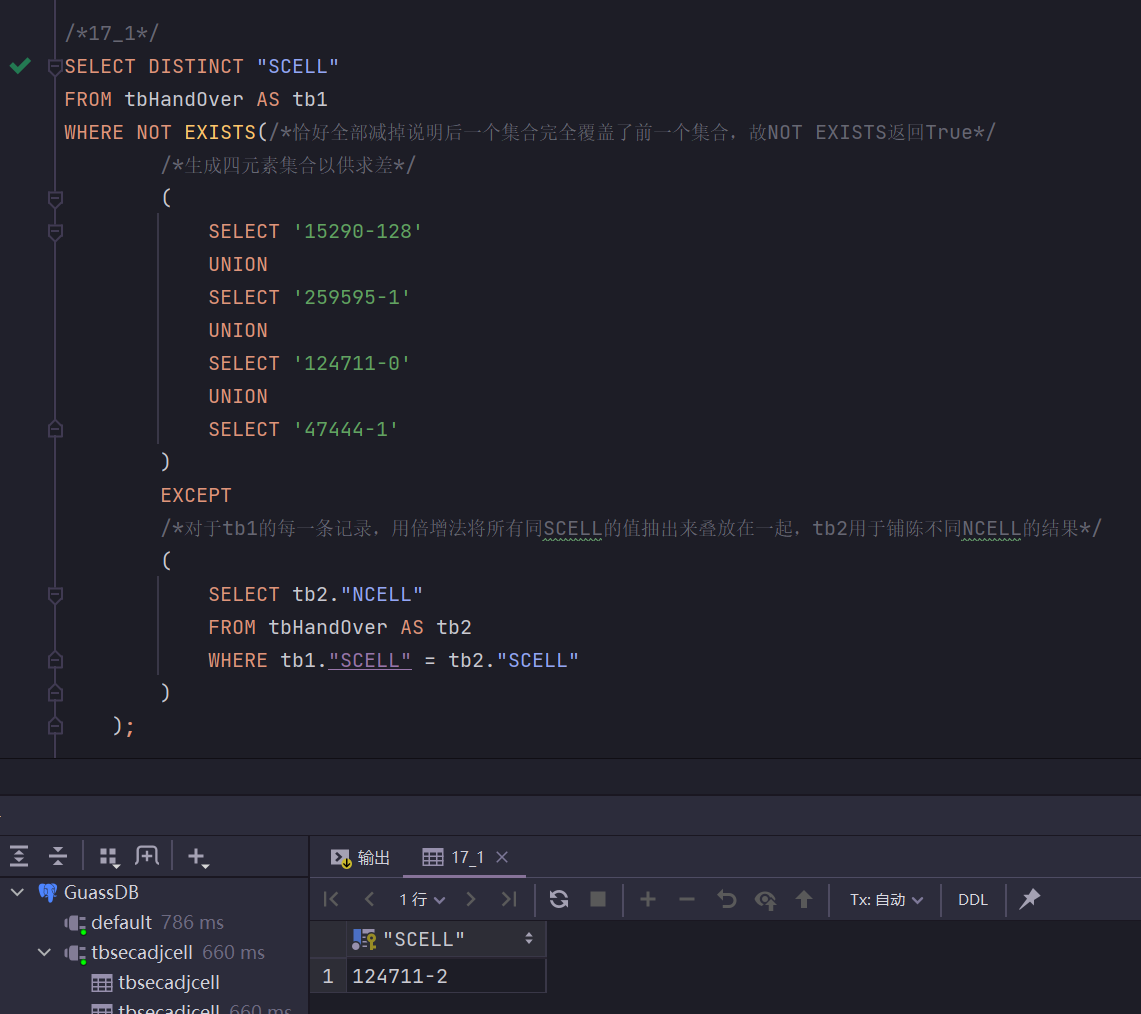 /*17_1*/
SELECT DISTINCT "SCELL"
FROM tbHandOver AS tb1
WHERE NOT EXISTS(/*恰好全部减掉说明后一个集合完全覆盖了前一个集合，故NOT EXISTS返回True*/
/*生成四元素集合以供求差*/
(
SELECT '15290-128'
UNION
SELECT '259595-1'
UNION
SELECT '124711-0'
UNION
SELECT '47444-1'
)
EXCEPT
/*对于tb1的每一条记录，用倍增法将所有同SCELL的值抽出来叠放在一起，tb2用于铺陈不同NCELL的结果*/
(
SELECT tb2."NCELL"
FROM tbHandOver AS tb2
WHERE tb1."SCELL" = tb2."SCELL"
)
);
输出 17_1
1 行 Tx: 自动 DDL
GuassDB
default 786 ms
tbsecadjcell 660 ms
tbsecadjcell
tbsecadjcell 660 ms
"SCELL"
1 124711-2